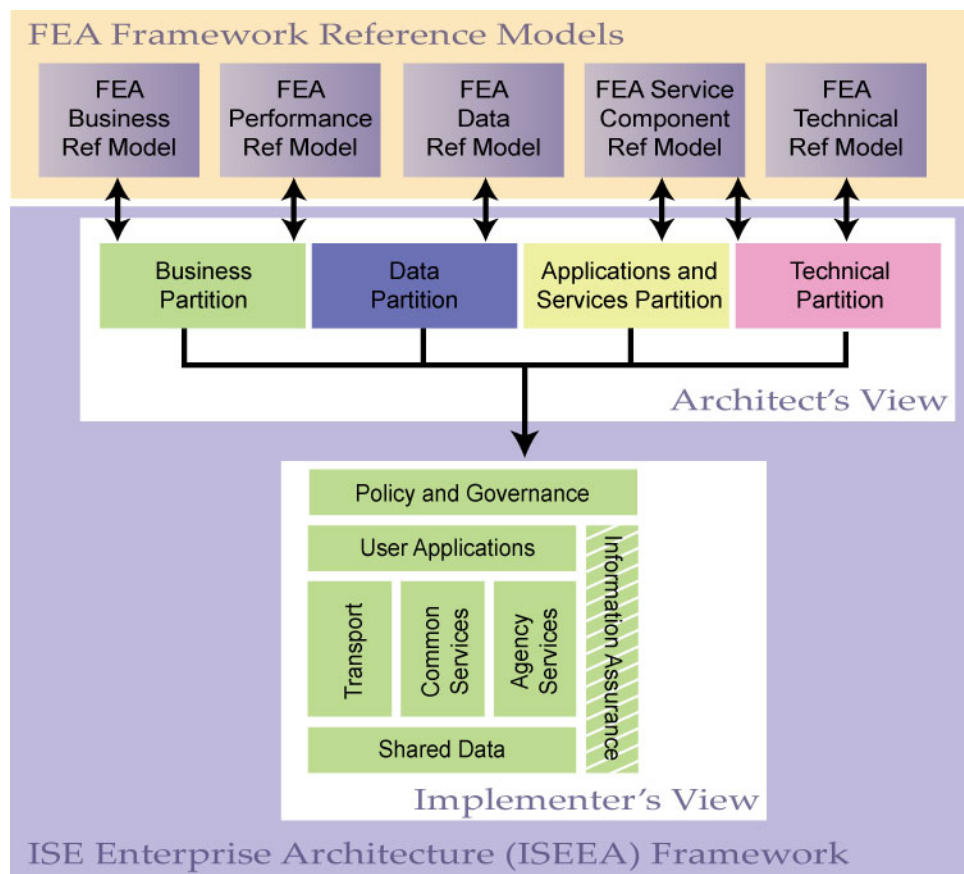 FEA Framework Reference Models
FEA
Business
Ref Model
FEA
Performance
Ref Model
FEA
Data
Ref Model
FEA Service
Component
Ref Model
FEA
Technical
Ref Model
Business
Partition
Data
Partition
Applications and
Services Partition
Technical
Partition
Architect's View
Policy and Governance
User Applications
Transport
Common
Services
Agency
Services
Information Assurance
Shared Data
Implementer's View
ISE Enterprise Architecture (ISEEA) Framework